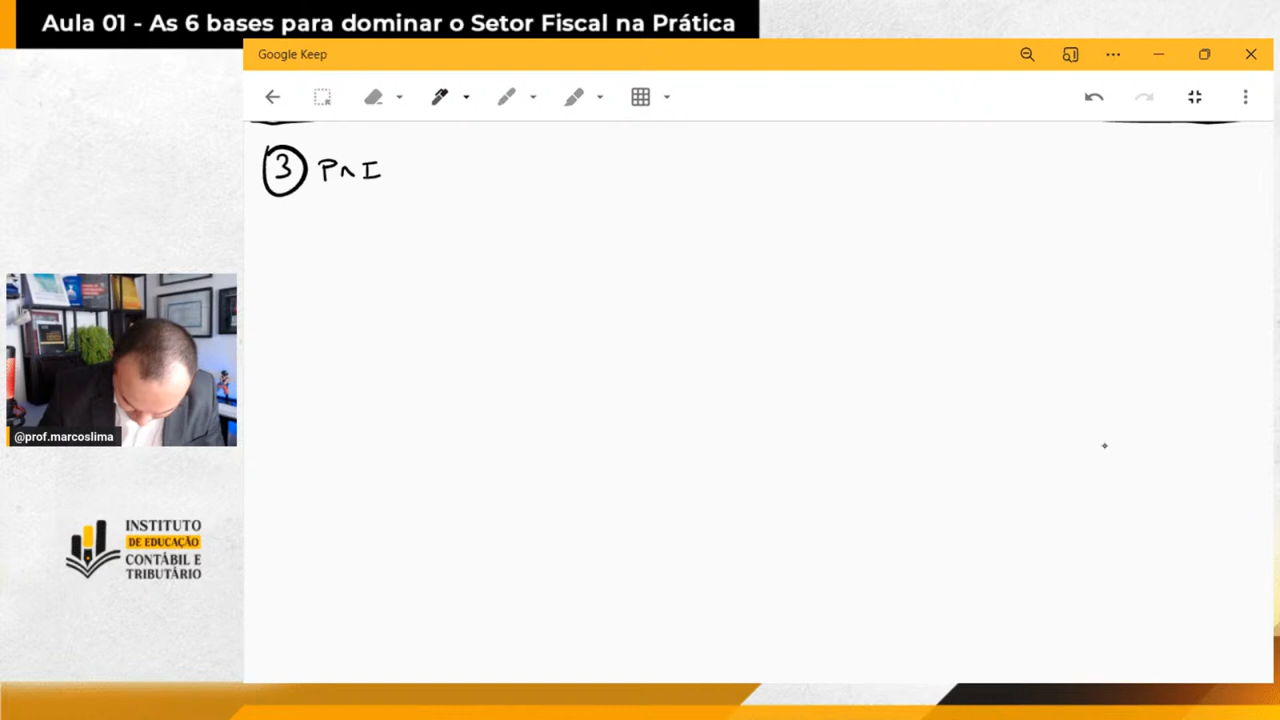 Aula 01 - As 6 bases para dominar o Setor Fiscal na Prática
Google Keep
3 PRI
@prof.marcoslima
INSTITUTO
DE EDUCAÇÃO
CONTÁBIL E
TRIBUTÁRIO